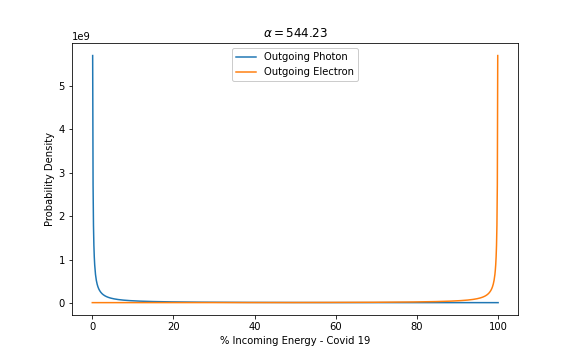 α = 544.23
1e9
Outgoing Photon
Outgoing Electron
5
4
3
2
1
0
Probability Density
0 20 40 60 80 100
% Incoming Energy - Covid 19